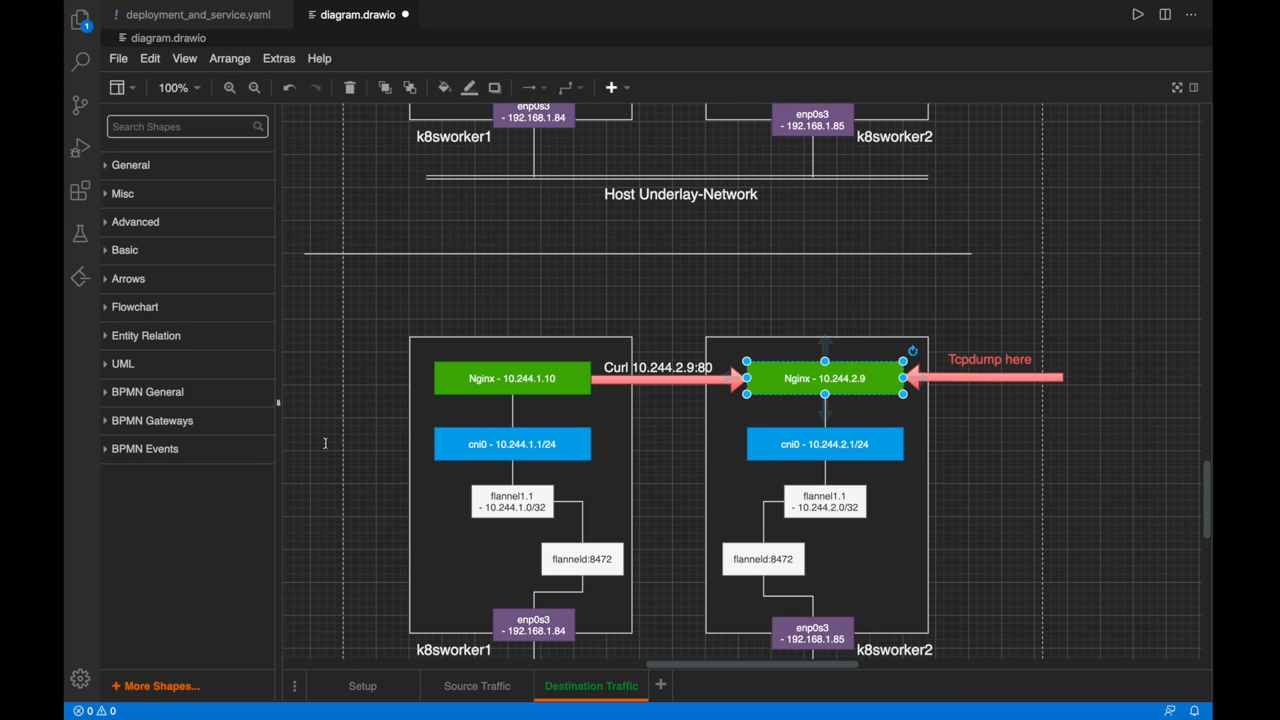 ! deployment_and_service.yaml
diagram.drawio
diagram.drawio
File Edit View Arrange Extras Help
100%
Search Shapes
General
Misc
Advanced
Basic
Arrows
Flowchart
Entity Relation
UML
BPMN General
BPMN Gateways
BPMN Events
+ More Shapes...
1
enp0s3
- 192.168.1.84
k8sworker1
enp0s3
- 192.168.1.85
k8sworker2
Host Underlay-Network
Nginx - 10.244.1.10
Curl 10.244.2.9:80
Nginx - 10.244.2.9
Tcpdump here
cni0 - 10.244.1.1/24
cni0 - 10.244.2.1/24
flannel1.1
- 10.244.1.0/32
flannel1.1
- 10.244.2.0/32
flanneld:8472
flanneld:8472
enp0s3
- 192.168.1.84
k8sworker1
enp0s3
- 192.168.1.85
k8sworker2
Setup
Source Traffic
Destination Traffic
0 0